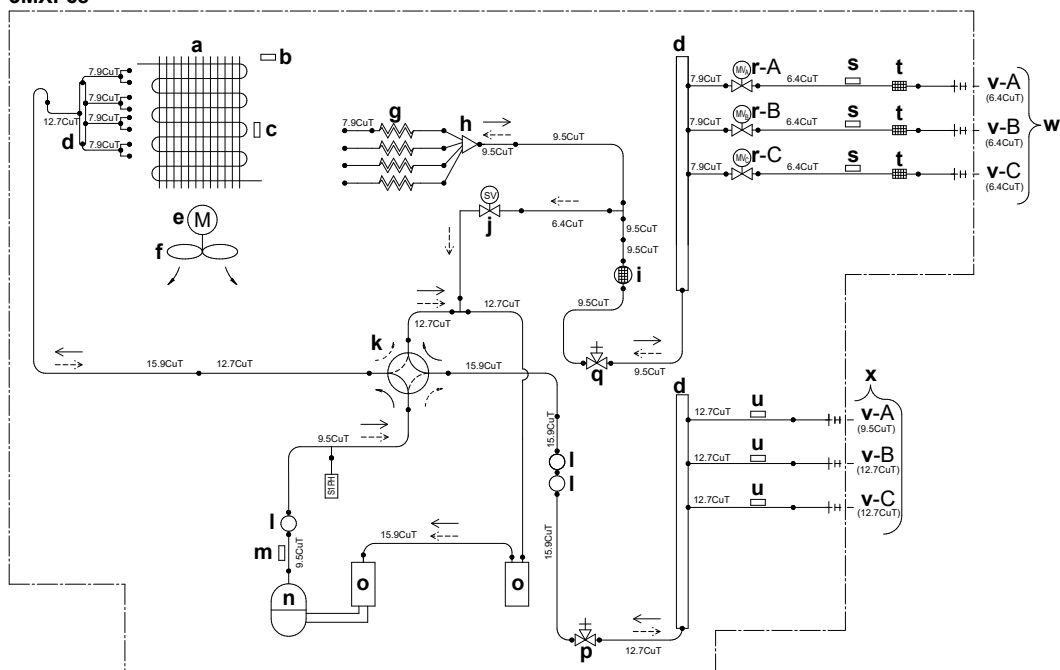 a
b
7.9CuT
7.9CuT
7.9CuT
7.9CuT
12.7CuT
d
c
e
M
f
7.9CuT
g
h
9.5CuT
9.5CuT
SV
j
6.4CuT
9.5CuT
9.5CuT
i
9.5CuT
q
9.5CuT
d
7.9CuT
MVA
r-A
6.4CuT
s
t
v-A
(6.4CuT)
7.9CuT
MVB
r-B
6.4CuT
s
t
v-B
(6.4CuT)
7.9CuT
MVC
r-C
6.4CuT
s
t
v-C
(6.4CuT)
w
12.7CuT
12.7CuT
k
15.9CuT
12.7CuT
15.9CuT
9.5CuT
S1PH
l
m
9.5CuT
n
o
15.9CuT
o
15.9CuT
l
l
15.9CuT
p
12.7CuT
d
x
12.7CuT
u
v-A
(9.5CuT)
12.7CuT
u
v-B
(12.7CuT)
12.7CuT
u
v-C
(12.7CuT)